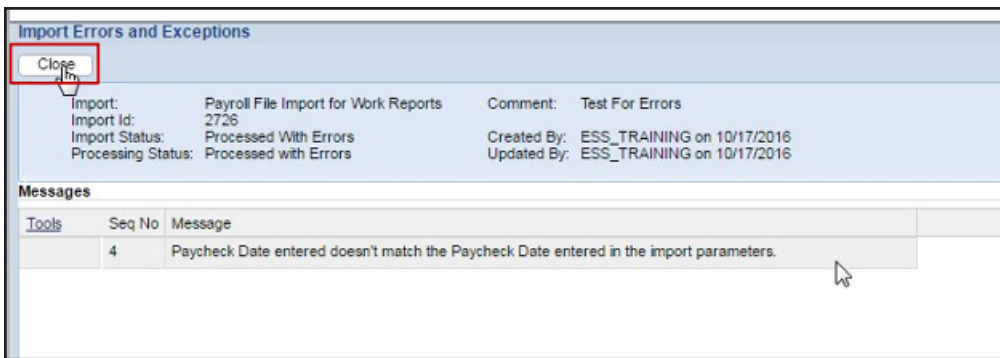 Import Errors and Exceptions
Close
Import: Payroll File Import for Work Reports Comment: Test For Errors
Import Id: 2726
Import Status: Processed With Errors Created By: ESS_TRAINING on 10/17/2016
Processing Status: Processed with Errors Updated By: ESS_TRAINING on 10/17/2016
Messages
Tools Seq No Message
4 Paycheck Date entered doesn't match the Paycheck Date entered in the import parameters.